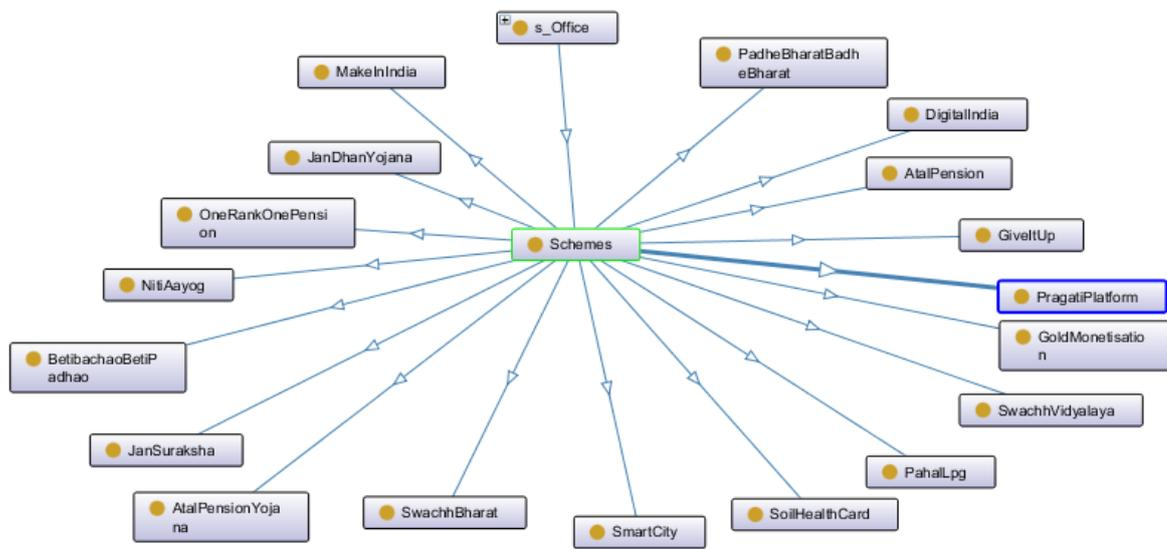 s_Office
PadheBharatBadh
eBharat
MakeInIndia
DigitalIndia
JanDhanYojana
AtalPension
OneRankOnePensi
on
GiveItUp
Schemes
NitiAayog
PragatiPlatform
GoldMonetisatio
n
BetibachaoBetiP
adhao
SwachhVidyalaya
JanSuraksha
PahalLpg
AtalPensionYoja
na
SwachhBharat
SoilHealthCard
SmartCity